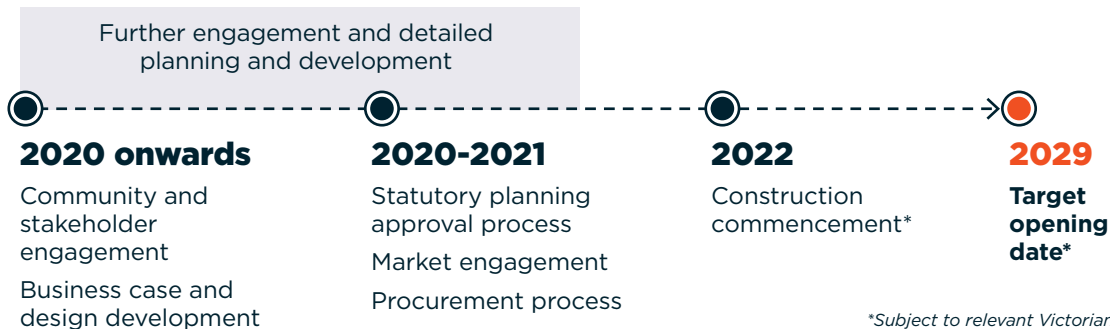 Further engagement and detailed
planning and development
2020 onwards
Community and
stakeholder
engagement
Business case and
design development
2020-2021
Statutory planning
approval process
Market engagement
Procurement process
2022
Construction
commencement*
2029
Target
opening
date*
*Subject to relevant Victorian